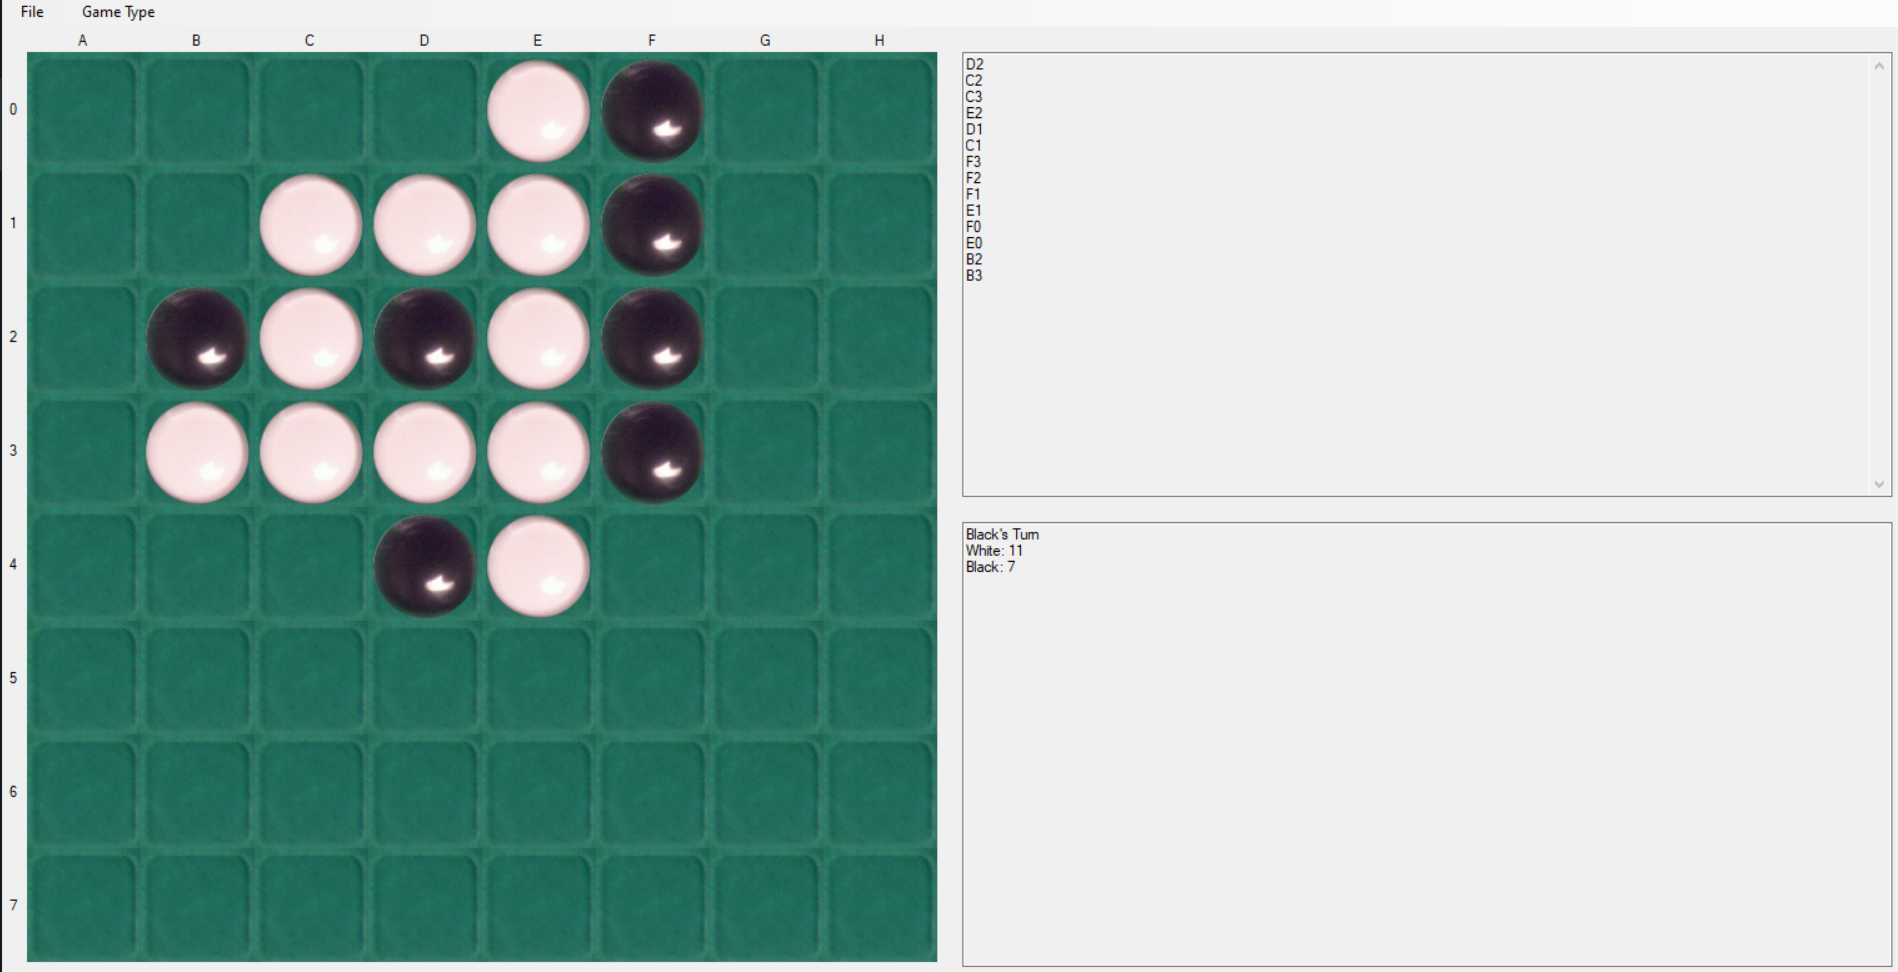 File Game Type
A B C D E F G H
0
1
2
3
4
5
6
7
D2
C2
C3
E2
D1
C1
F3
F2
F1
E1
F0
E0
B2
B3
Black's Turn
White: 11
Black: 7